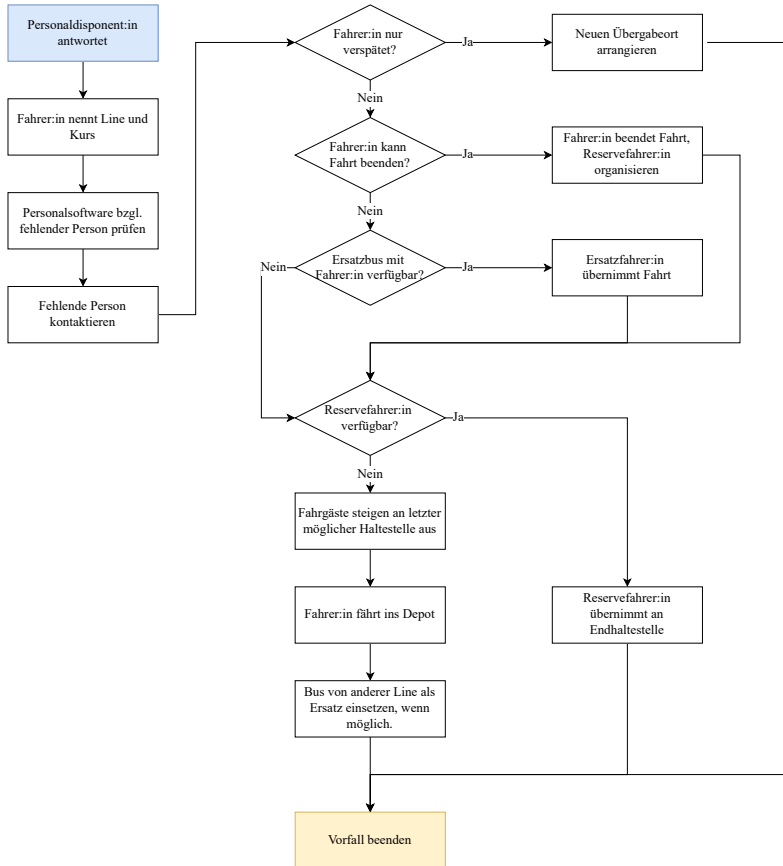 Personaldisponent:in
antwortet
Fahrer:in nennt Line und
Kurs
Personalsoftware bzgl.
fehlender Person prüfen
Fehlende Person
kontaktieren
Fahrer:in nur
verspätet?
Ja
Neuen Übergabeort
arrangieren
Nein
Fahrer:in kann
Fahrt beenden?
Ja
Fahrer:in beendet Fahrt,
Reservefahrer:in
organisieren
Nein
Nein
Ersatzbus mit
Fahrer:in verfügbar?
Ja
Ersatzfahrer:in
übernimmt Fahrt
Reservefahrer:in
verfügbar?
Ja
Nein
Fahrgäste steigen an letzter
möglicher Haltestelle aus
Fahrer:in fährt ins Depot
Reservefahrer:in
übernimmt an
Endhaltestelle
Bus von anderer Line als
Ersatz einsetzen, wenn
möglich.
Vorfall beenden